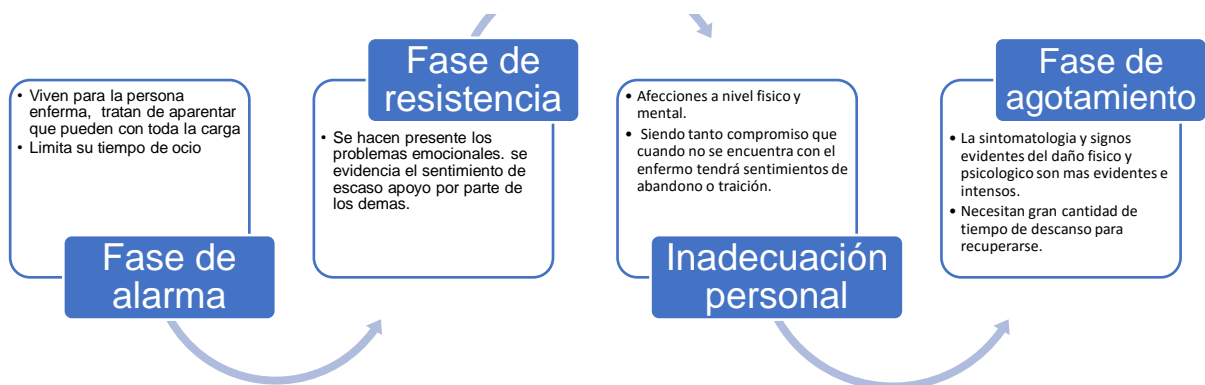 • Viven para la persona
enferma, tratan de aparentar
que pueden con toda la carga
• Limita su tiempo de ocio
Fase de
alarma
Fase de
resistencia
• Se hacen presente los
problemas emocionales. se
evidencia el sentimiento de
escaso apoyo por parte de
los demas.
• Afecciones a nivel fisico y
mental.
• Siendo tanto compromiso que
cuando no se encuentra con el
enfermo tendrá sentimientos de
abandono o traición.
Inadecuación
personal
Fase de
agotamiento
• La sintomatologia y signos
evidentes del daño fisico y
psicologico son mas evidentes e
intensos.
• Necesitan gran cantidad de
tiempo de descanso para
recuperarse.